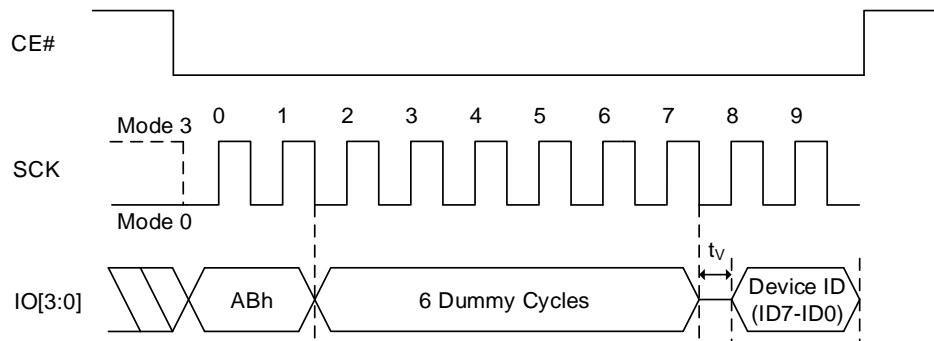 CE#
Mode 3
0 1 2 3 4 5 6 7 8 9
SCK
Mode 0
tV
IO[3:0]
ABh
6 Dummy Cycles
Device ID
(ID7-ID0)